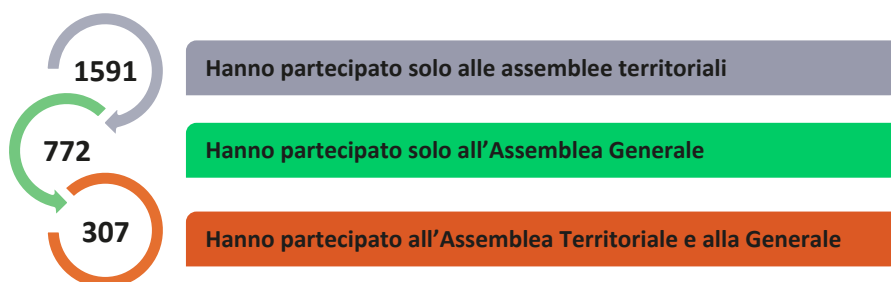 1591
Hanno partecipato solo alle assemblee territoriali
772
Hanno partecipato solo all’Assemblea Generale
307
Hanno partecipato all’Assemblea Territoriale e alla Generale